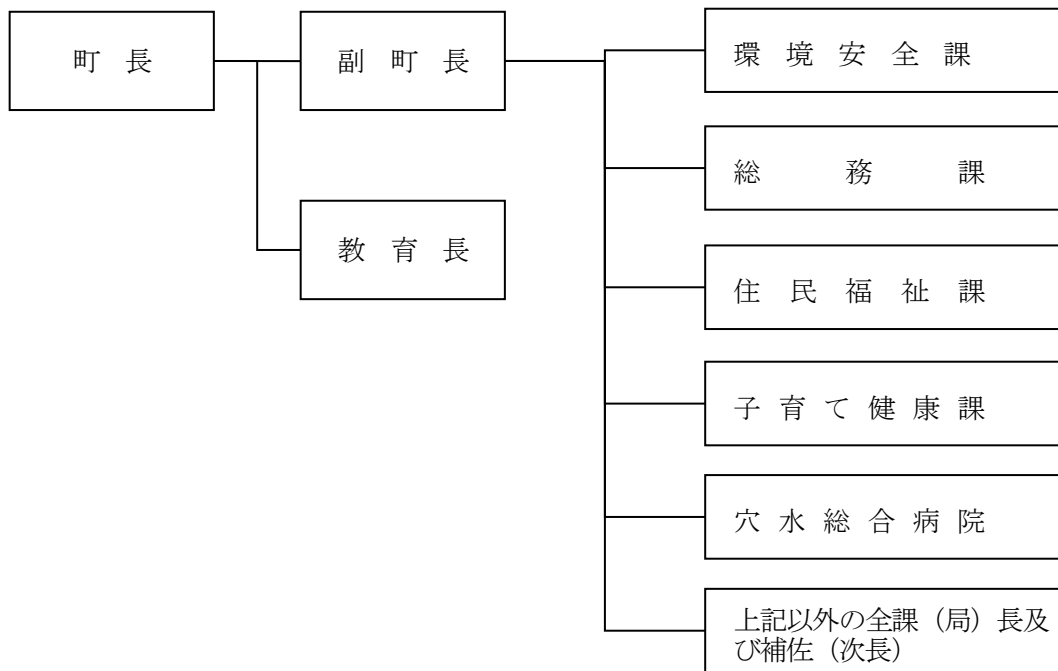 町長
副町長
教育長
環境安全課
総務課
住民福祉課
子育て健康課
穴水総合病院
上記以外の全課（局）長及
び補佐（次長）